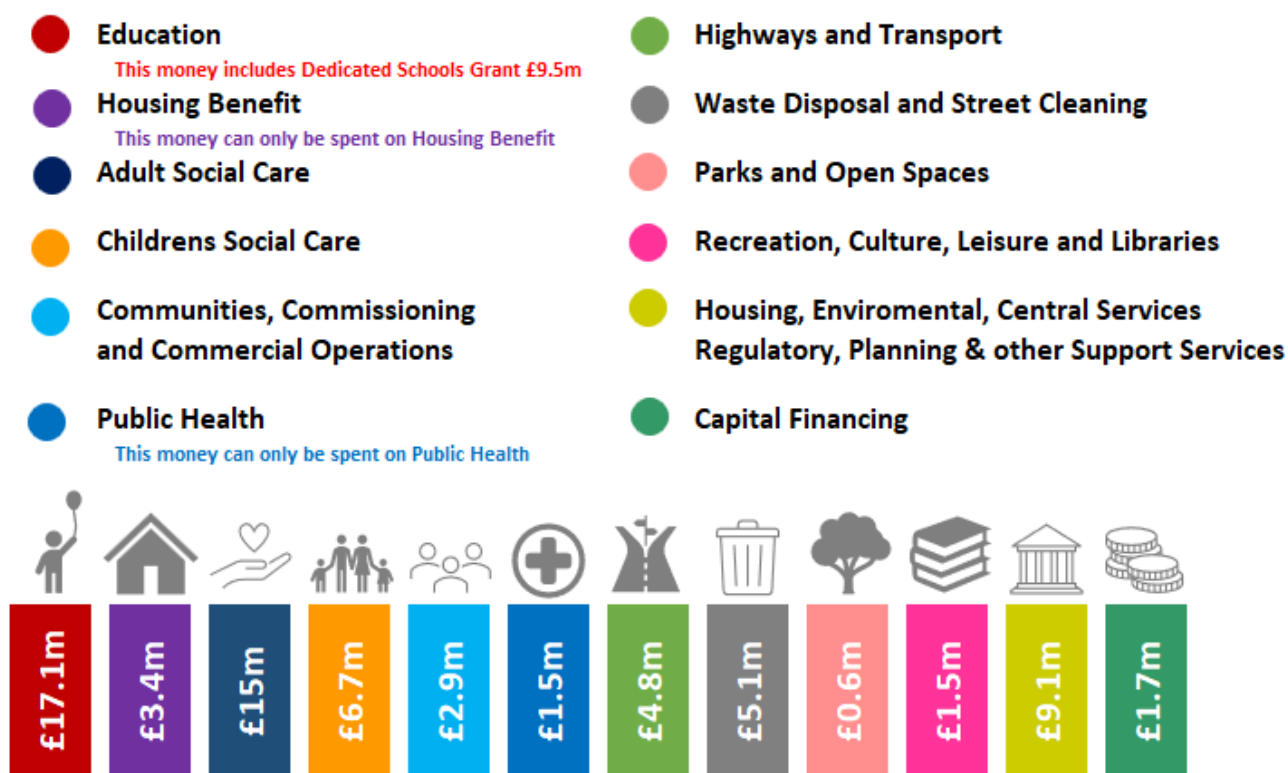 Education
This money includes Dedicated Schools Grant £9.5m
Housing Benefit
This money can only be spent on Housing Benefit
Adult Social Care
Childrens Social Care
Communities, Commissioning
and Commercial Operations
Public Health
This money can only be spent on Public Health
Highways and Transport
Waste Disposal and Street Cleaning
Parks and Open Spaces
Recreation, Culture, Leisure and Libraries
Housing, Enviromental, Central Services
Regulatory, Planning & other Support Services
Capital Financing
£17.1m
£3.4m
£15m
£6.7m
£2.9m
£1.5m
£4.8m
£5.1m
£0.6m
£1.5m
£9.1m
£1.7m